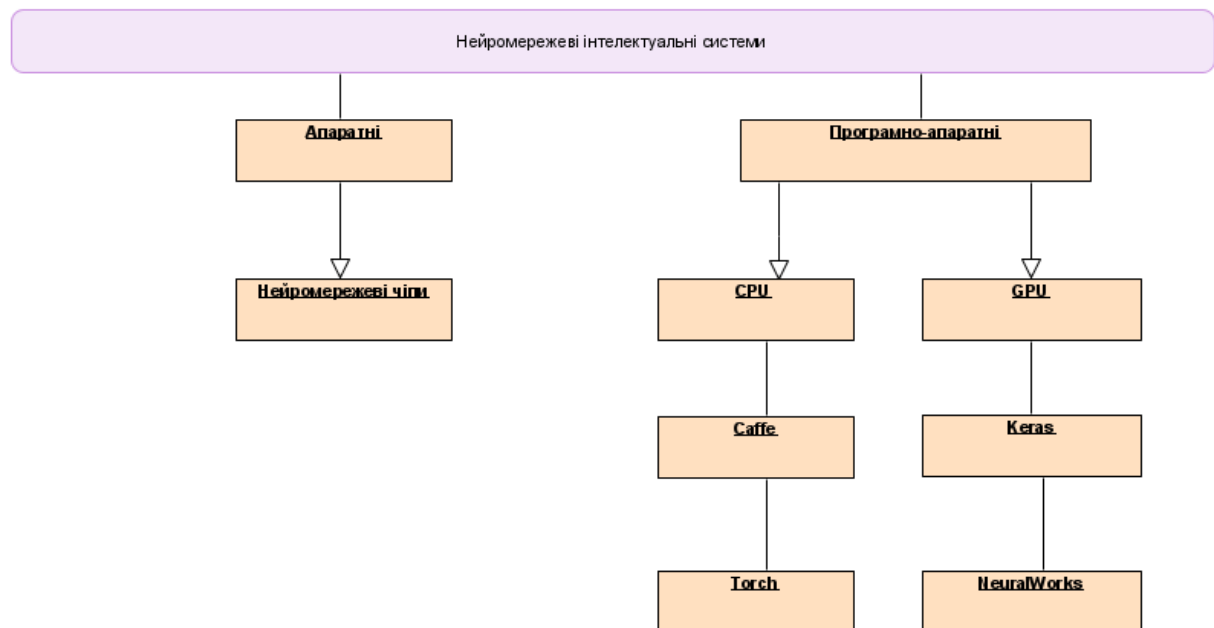 Нейромережеві інтелектуальні системи
Апаратні
Програмно-апаратні
Нейромережеві чіпи
CPU
GPU
Caffe
Keras
Torch
NeuralWorks